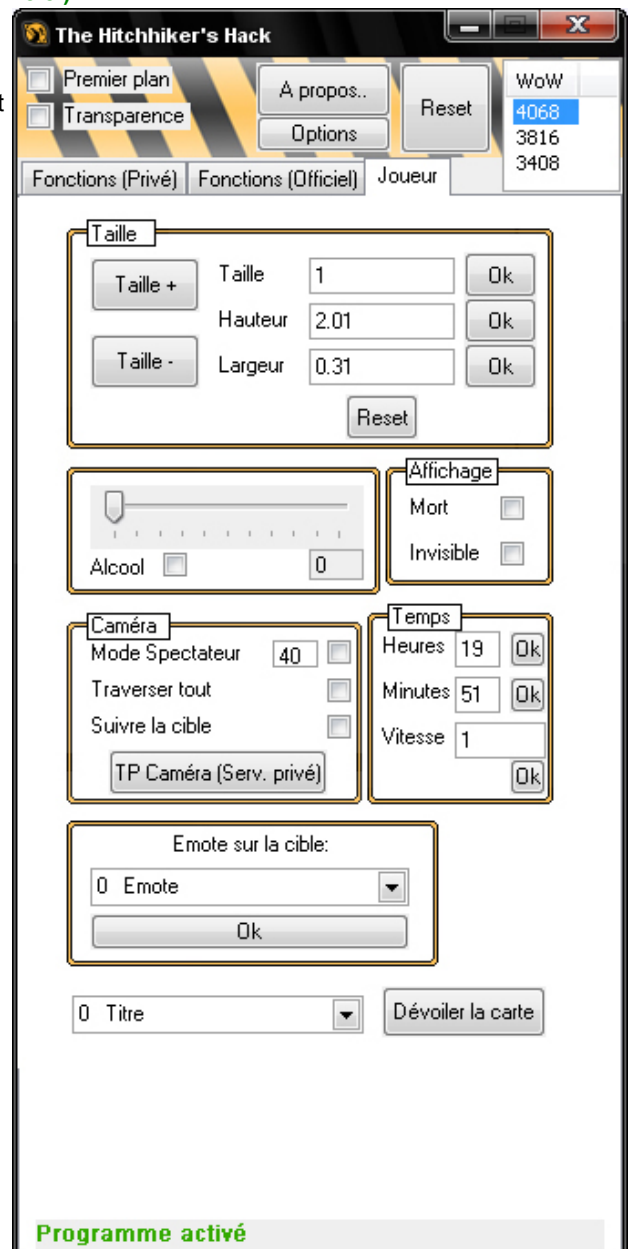 The Hitchhiker's Hack
Premier plan
Transparence
A propos..
Options
Reset
WoW
4068
3816
3408
Fonctions (Privé) Fonctions (Officiel) Joueur
Taille
Taille + Taille 1 Ok
Hauteur 2.01 Ok
Taille - Largeur 0.31 Ok
Reset
Alcool 0
Affichage
Mort
Invisible
Caméra
Mode Spectateur 40
Traverser tout
Suivre la cible
TP Caméra (Serv. privé)
Temps
Heures 19 Ok
Minutes 51 Ok
Vitesse 1
Ok
Emote sur la cible:
0 Emote
Ok
0 Titre Dévoiler la carte
Programme activé